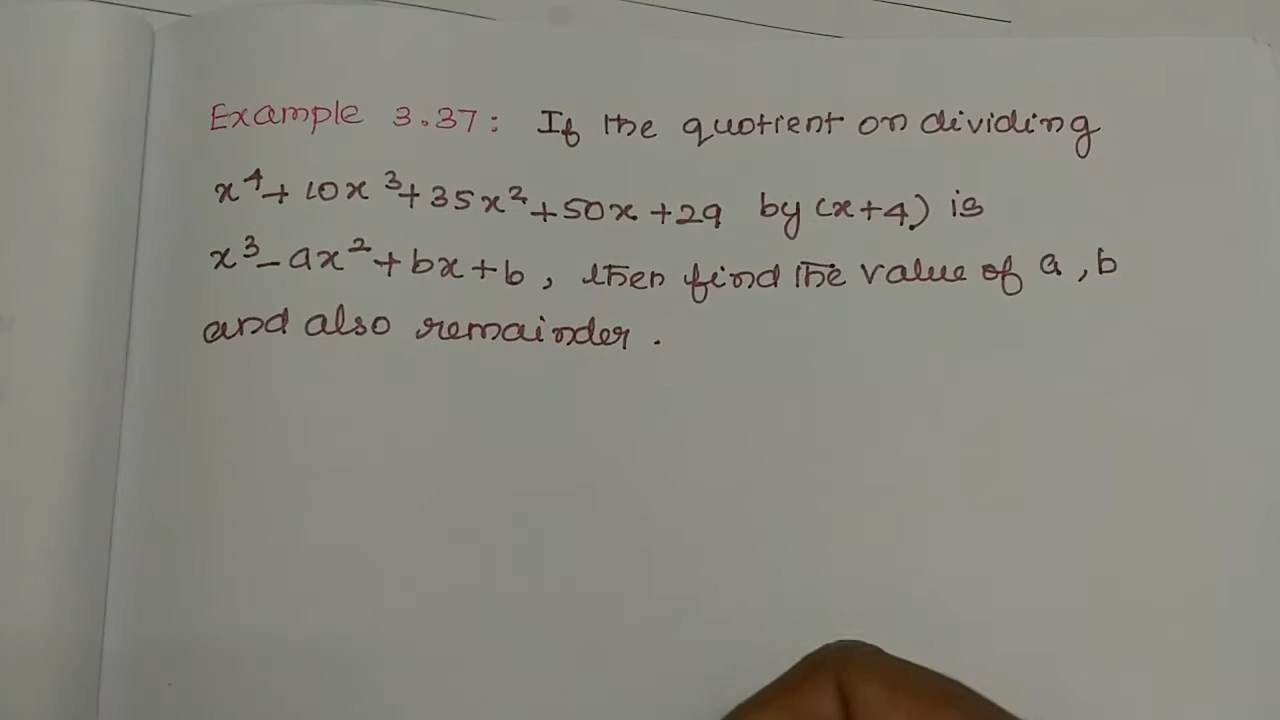 Example 3.37: If the quotient on dividing
x⁴+10x³+35x²+50x+29 by (x+4) is
x³-ax²+bx+b, then find the value of a, b
and also remainder.